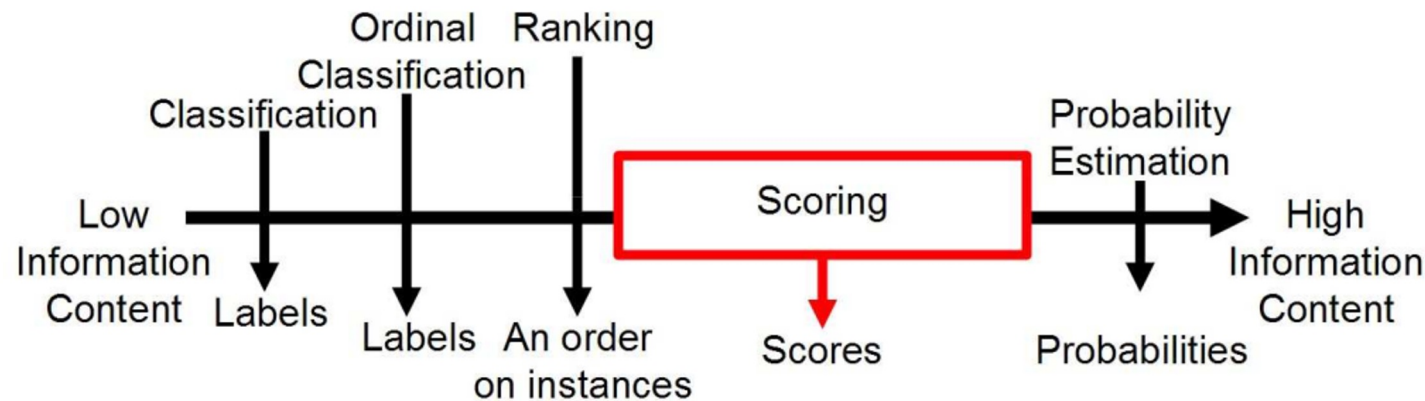 Ordinal
Classification
Ranking
Classification
Probability
Estimation
Scoring
Low
Information
Content
High
Information
Content
Labels
Labels
An order
on instances
Scores
Probabilities